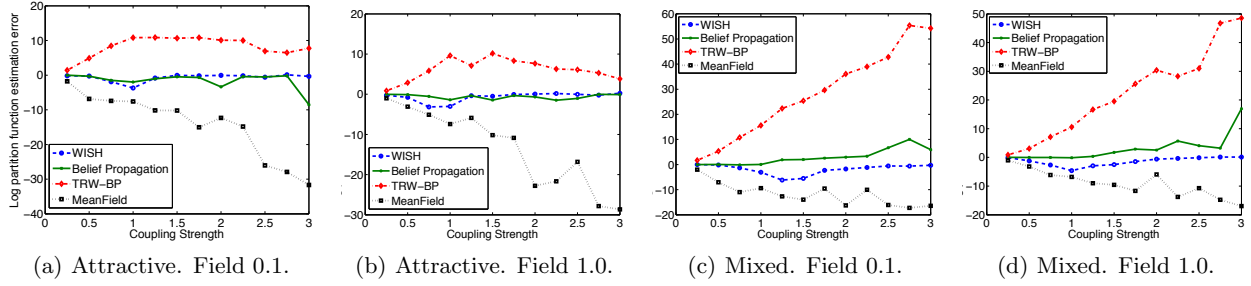 Log partition function estimation error
20
10
0
−10
−20
−30
−40
0 0.5 1 1.5 2 2.5 3
Coupling Strength
WISH
Belief Propagation
TRW−BP
MeanField
(a) Attractive. Field 0.1.
20
10
0
−10
−20
−30
0 0.5 1 1.5 2 2.5 3
Coupling Strength
WISH
Belief Propagation
TRW−BP
MeanField
(b) Attractive. Field 1.0.
60
50
40
30
20
10
0
−10
−20
0 0.5 1 1.5 2 2.5 3
Coupling Strength
WISH
Belief Propagation
TRW−BP
MeanField
(c) Mixed. Field 0.1.
50
40
30
20
10
0
−10
−20
0 0.5 1 1.5 2 2.5 3
Coupling Strength
WISH
Belief Propagation
TRW−BP
MeanField
(d) Mixed. Field 1.0.